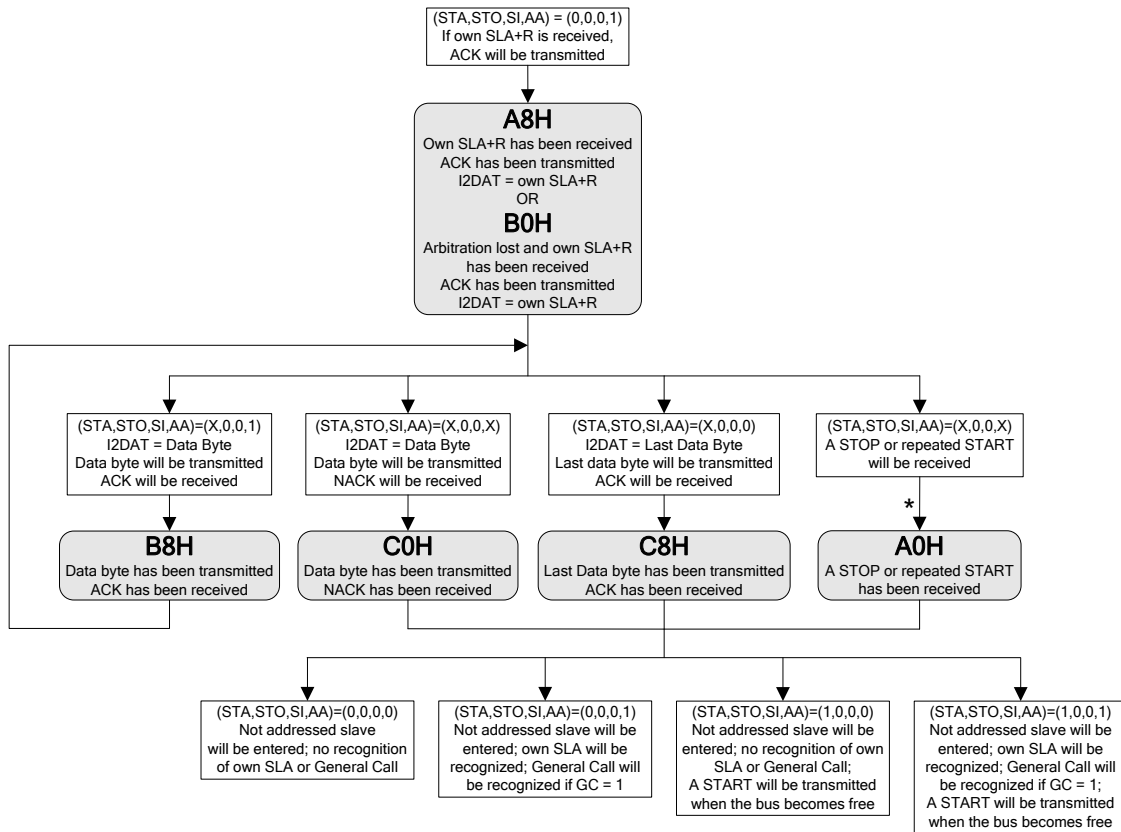 (STA,STO,SI,AA) = (0,0,0,1)
If own SLA+R is received,
ACK will be transmitted
A8H
Own SLA+R has been received
ACK has been transmitted
I2DAT = own SLA+R
OR
B0H
Arbitration lost and own SLA+R
has been received
ACK has been transmitted
I2DAT = own SLA+R
(STA,STO,SI,AA)=(X,0,0,1)
I2DAT = Data Byte
Data byte will be transmitted
ACK will be received
(STA,STO,SI,AA)=(X,0,0,X)
I2DAT = Data Byte
Data byte will be transmitted
NACK will be received
(STA,STO,SI,AA)=(X,0,0,0)
I2DAT = Last Data Byte
Last data byte will be transmitted
ACK will be received
(STA,STO,SI,AA)=(X,0,0,X)
A STOP or repeated START
will be received
*
B8H
Data byte has been transmitted
ACK has been received
C0H
Data byte has been transmitted
NACK has been received
C8H
Last Data byte has been transmitted
ACK has been received
A0H
A STOP or repeated START
has been received
(STA,STO,SI,AA)=(0,0,0,0)
Not addressed slave
will be entered; no recognition
of own SLA or General Call
(STA,STO,SI,AA)=(0,0,0,1)
Not addressed slave will be
entered; own SLA will be
recognized; General Call will
be recognized if GC = 1
(STA,STO,SI,AA)=(1,0,0,0)
Not addressed slave will be
entered; no recognition of own
SLA or General Call;
A START will be transmitted
when the bus becomes free
(STA,STO,SI,AA)=(1,0,0,1)
Not addressed slave will be
entered; own SLA will be
recognized; General Call will
be recognized if GC = 1;
A START will be transmitted
when the bus becomes free